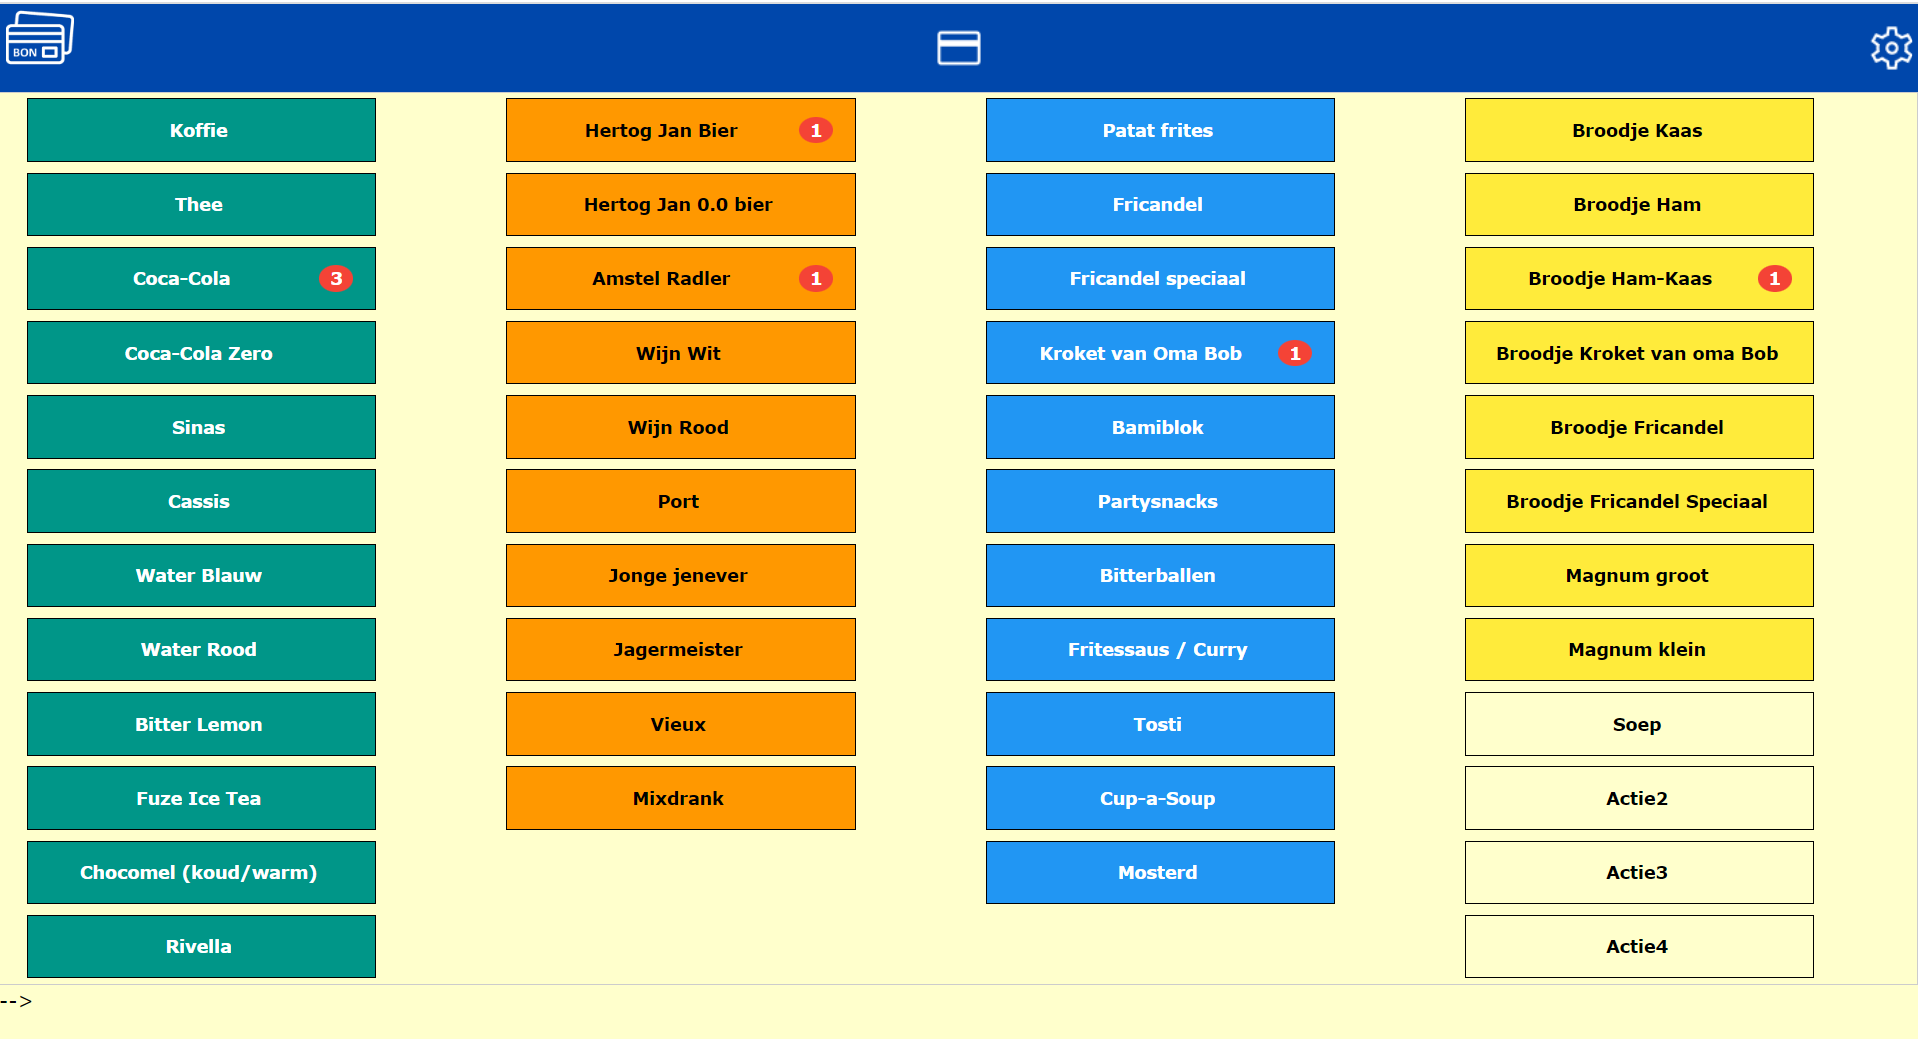 BON
Koffie
Hertog Jan Bier 1
Patat frites
Broodje Kaas
Thee
Hertog Jan 0.0 bier
Fricandel
Broodje Ham
Coca-Cola 3
Amstel Radler 1
Fricandel speciaal
Broodje Ham-Kaas 1
Coca-Cola Zero
Wijn Wit
Kroket van Oma Bob 1
Broodje Kroket van oma Bob
Sinas
Wijn Rood
Bamiblok
Broodje Fricandel
Cassis
Port
Partysnacks
Broodje Fricandel Speciaal
Water Blauw
Jonge jenever
Bitterballen
Magnum groot
Water Rood
Jagermeister
Fritessaus / Curry
Magnum klein
Bitter Lemon
Vieux
Tosti
Soep
Fuze Ice Tea
Mixdrank
Cup-a-Soup
Actie2
Chocomel (koud/warm)
Mosterd
Actie3
Rivella
Actie4
-->